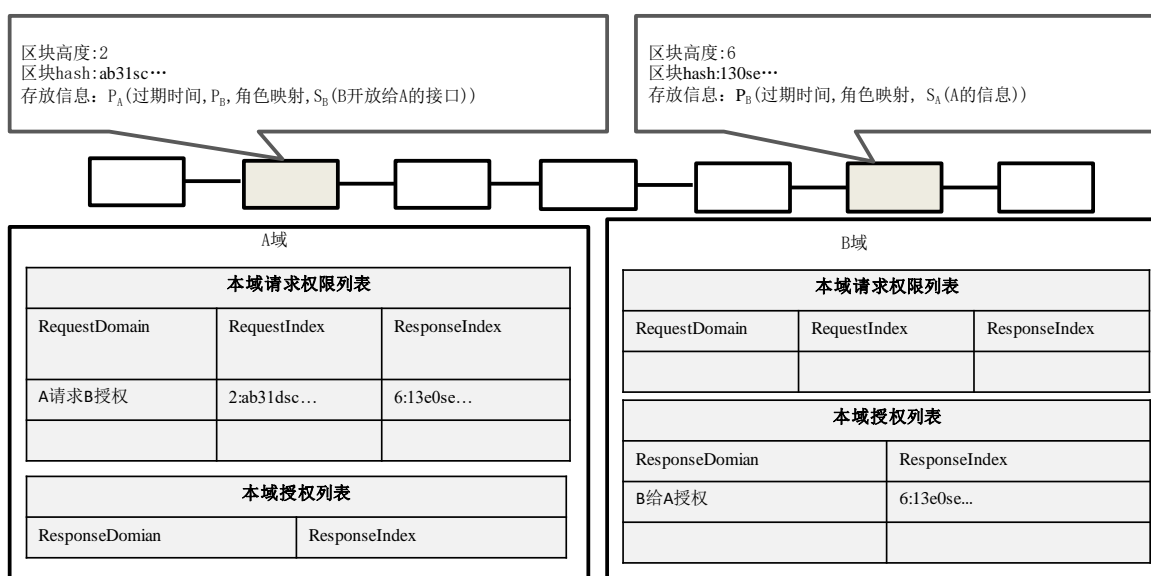 区块高度:2
区块hash:ab31sc…
存放信息：P_A(过期时间,P_B,角色映射,S_B(B开放给A的接口))
区块高度:6
区块hash:130se…
存放信息：P_B(过期时间,角色映射, S_A(A的信息))
A域
本域请求权限列表
RequestDomain RequestIndex ResponseIndex
A请求B授权 2:ab31dsc… 6:13e0se…
本域授权列表
ResponseDomian ResponseIndex
B域
本域请求权限列表
RequestDomain RequestIndex ResponseIndex
本域授权列表
ResponseDomian ResponseIndex
B给A授权 6:13e0se...